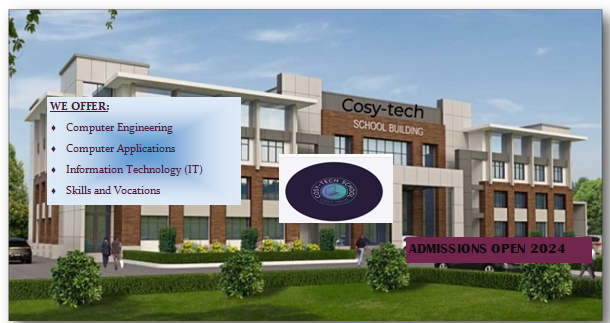 Cosy-tech
SCHOOL BUILDING
WE OFFER:
Computer Engineering
Computer Applications
Information Technology (IT)
Skills and Vocations
COSY-TECH SCHOOL
ADMISSIONS OPEN 2024